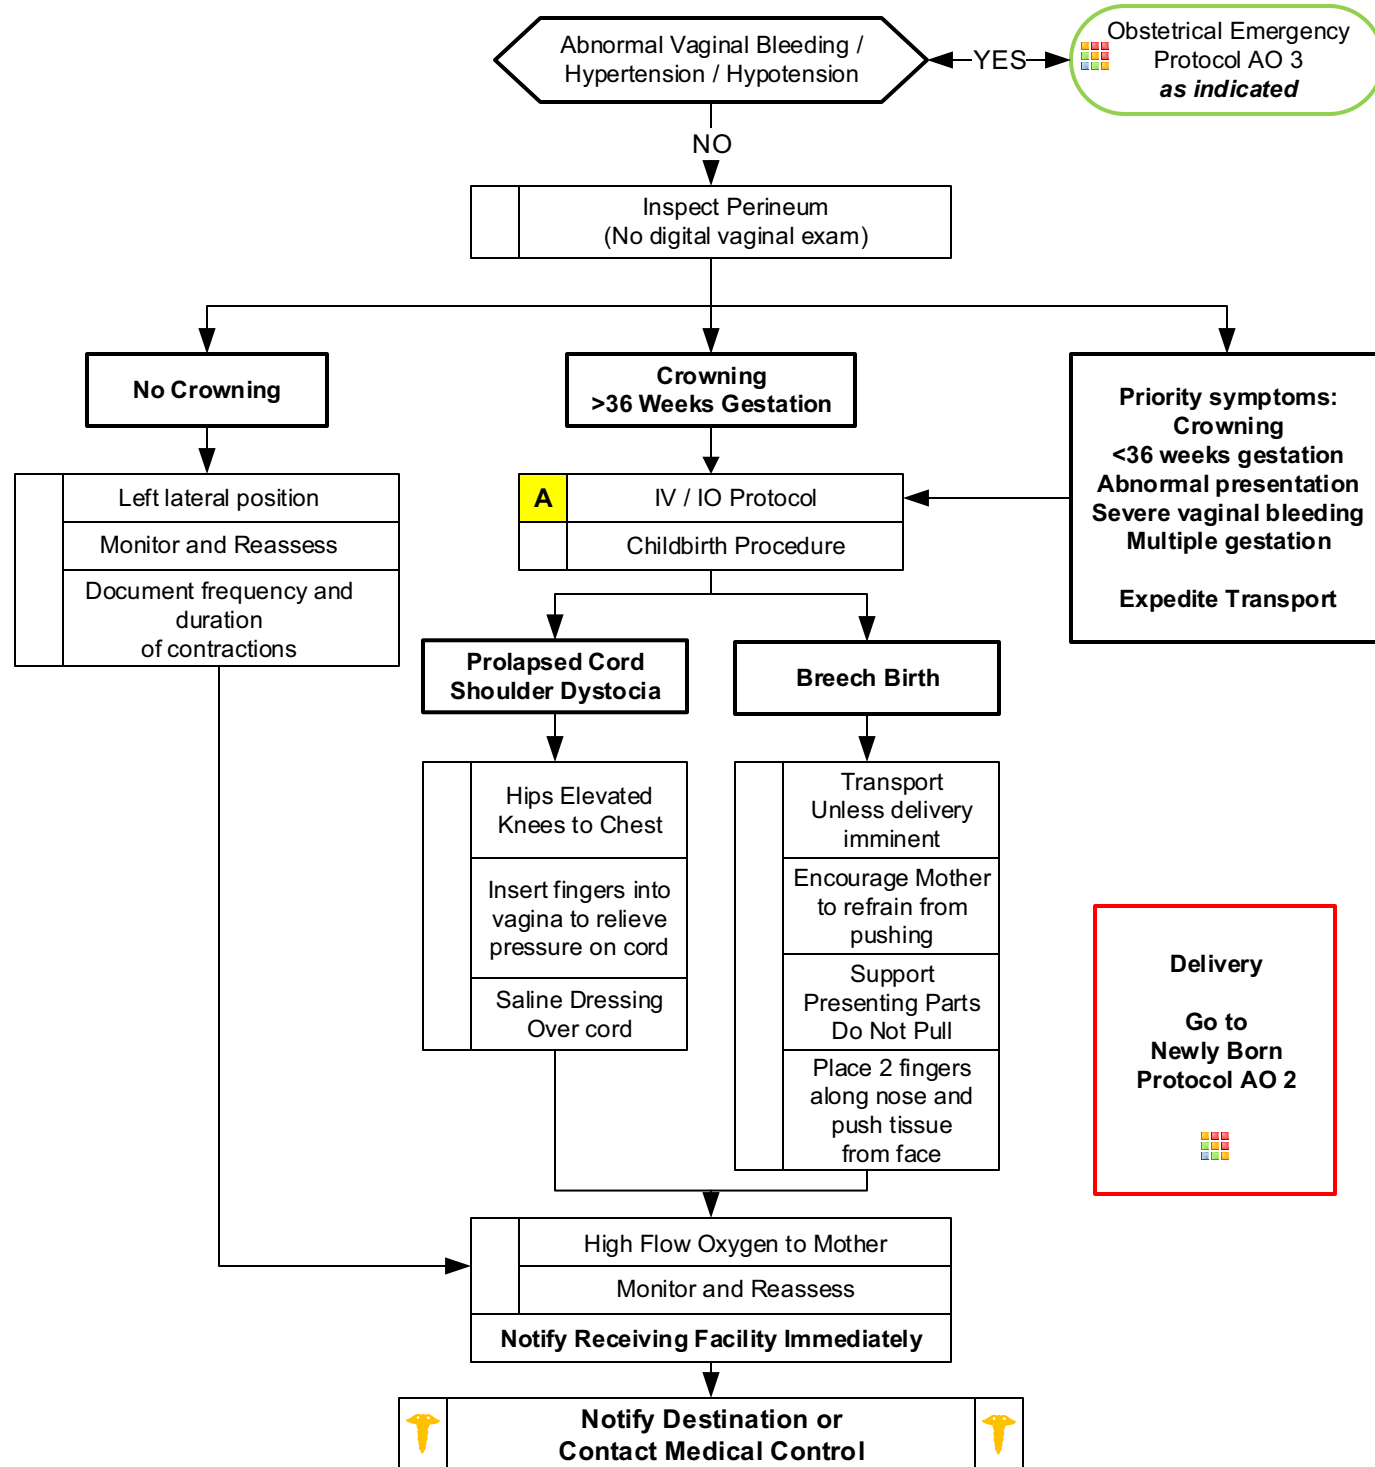 Abnormal Vaginal Bleeding /
Hypertension / Hypotension
YES
Obstetrical Emergency
Protocol AO 3
as indicated
NO
Inspect Perineum
(No digital vaginal exam)
No Crowning
Crowning
>36 Weeks Gestation
Priority symptoms:
Crowning
<36 weeks gestation
Abnormal presentation
Severe vaginal bleeding
Multiple gestation
Expedite Transport
Left lateral position
Monitor and Reassess
Document frequency and
duration
of contractions
A
IV / IO Protocol
Childbirth Procedure
Prolapsed Cord
Shoulder Dystocia
Breech Birth
Hips Elevated
Knees to Chest
Insert fingers into
vagina to relieve
pressure on cord
Saline Dressing
Over cord
Transport
Unless delivery
imminent
Encourage Mother
to refrain from
pushing
Support
Presenting Parts
Do Not Pull
Place 2 fingers
along nose and
push tissue
from face
Delivery
Go to
Newly Born
Protocol AO 2
High Flow Oxygen to Mother
Monitor and Reassess
Notify Receiving Facility Immediately
Notify Destination or
Contact Medical Control